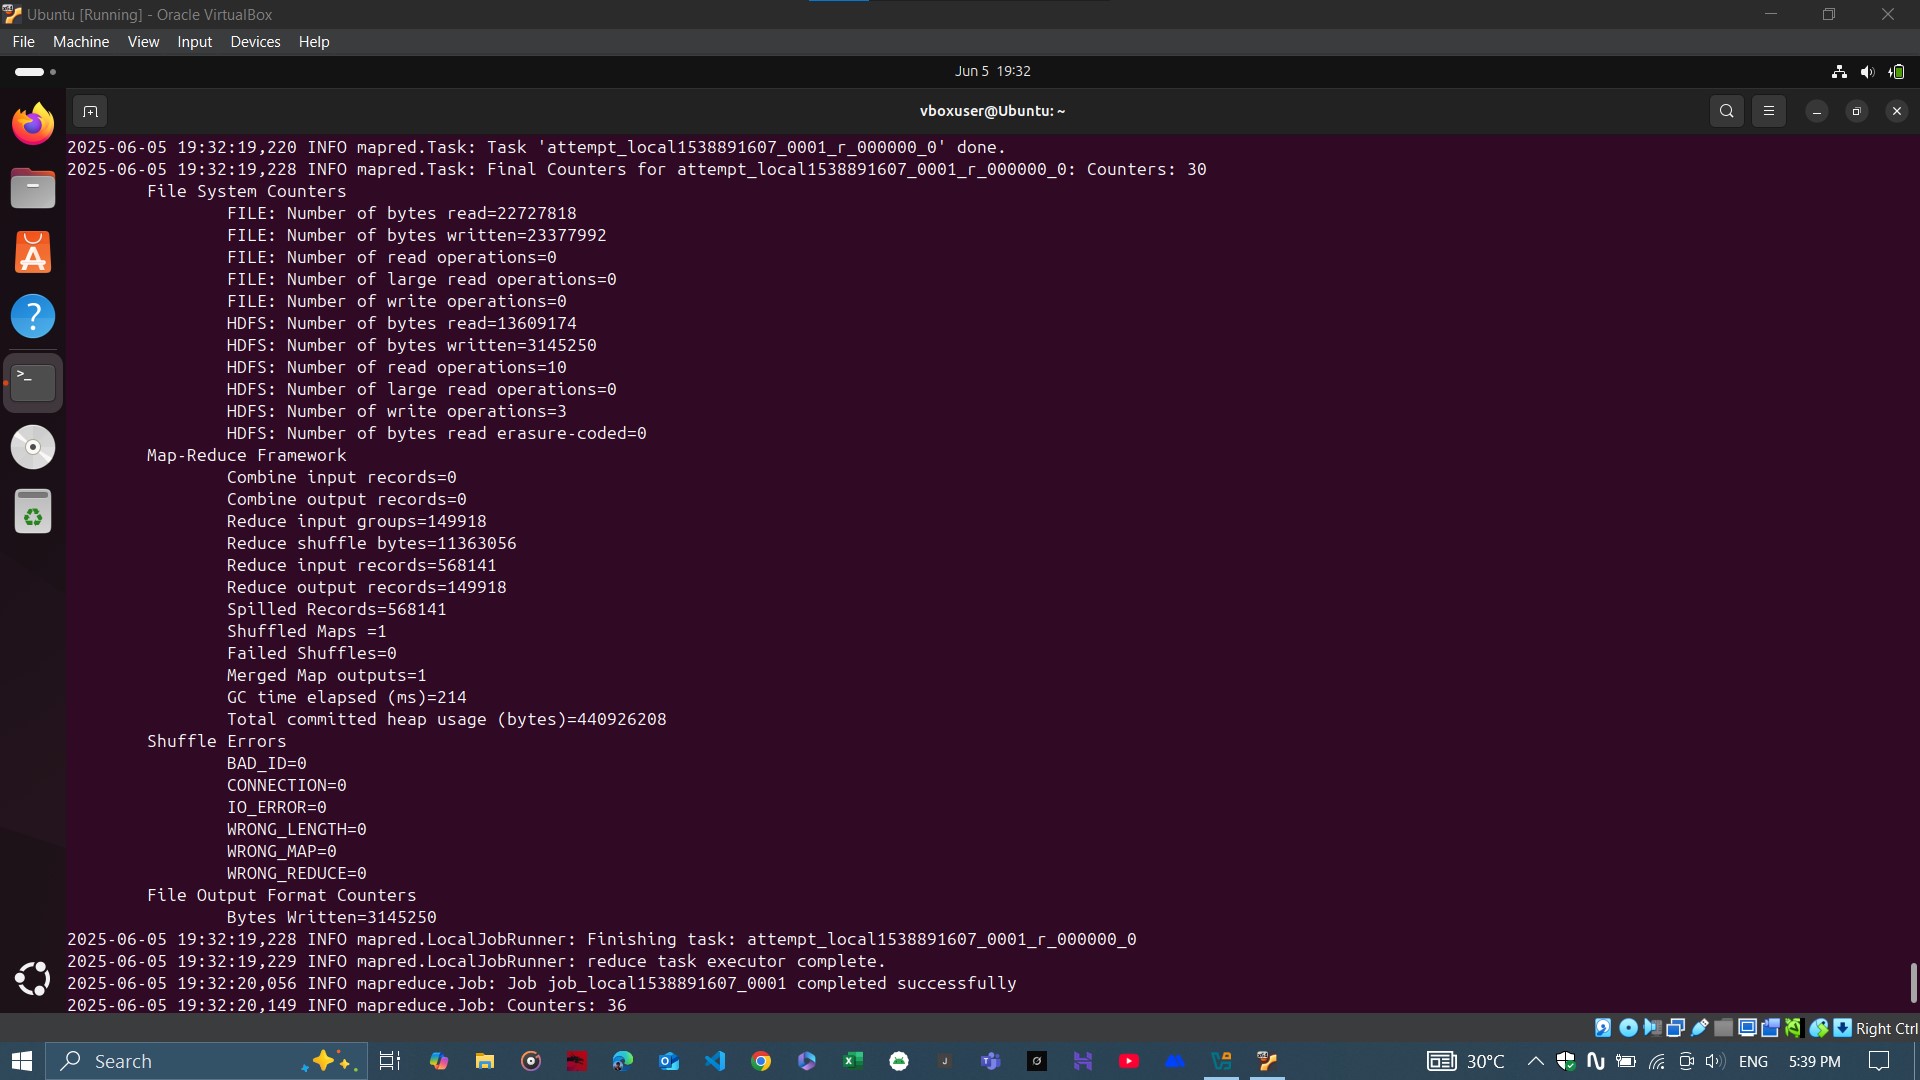 Ubuntu [Running] - Oracle VirtualBox
File Machine View Input Devices Help
Jun 5 19:32
vboxuser@Ubuntu: ~
2025-06-05 19:32:19,220 INFO mapred.Task: Task 'attempt_local1538891607_0001_r_000000_0' done.
2025-06-05 19:32:19,228 INFO mapred.Task: Final Counters for attempt_local1538891607_0001_r_000000_0: Counters: 30
File System Counters
FILE: Number of bytes read=22727818
FILE: Number of bytes written=23377992
FILE: Number of read operations=0
FILE: Number of large read operations=0
FILE: Number of write operations=0
HDFS: Number of bytes read=13609174
HDFS: Number of bytes written=3145250
HDFS: Number of read operations=10
HDFS: Number of large read operations=0
HDFS: Number of write operations=3
HDFS: Number of bytes read erasure-coded=0
Map-Reduce Framework
Combine input records=0
Combine output records=0
Reduce input groups=149918
Reduce shuffle bytes=11363056
Reduce input records=568141
Reduce output records=149918
Spilled Records=568141
Shuffled Maps =1
Failed Shuffles=0
Merged Map outputs=1
GC time elapsed (ms)=214
Total committed heap usage (bytes)=440926208
Shuffle Errors
BAD_ID=0
CONNECTION=0
IO_ERROR=0
WRONG_LENGTH=0
WRONG_MAP=0
WRONG_REDUCE=0
File Output Format Counters
Bytes Written=3145250
2025-06-05 19:32:19,228 INFO mapred.LocalJobRunner: Finishing task: attempt_local1538891607_0001_r_000000_0
2025-06-05 19:32:19,229 INFO mapred.LocalJobRunner: reduce task executor complete.
2025-06-05 19:32:20,056 INFO mapreduce.Job: Job job_local1538891607_0001 completed successfully
2025-06-05 19:32:20,149 INFO mapreduce.Job: Counters: 36
Right Ctrl
Search
30°C
ENG
5:39 PM